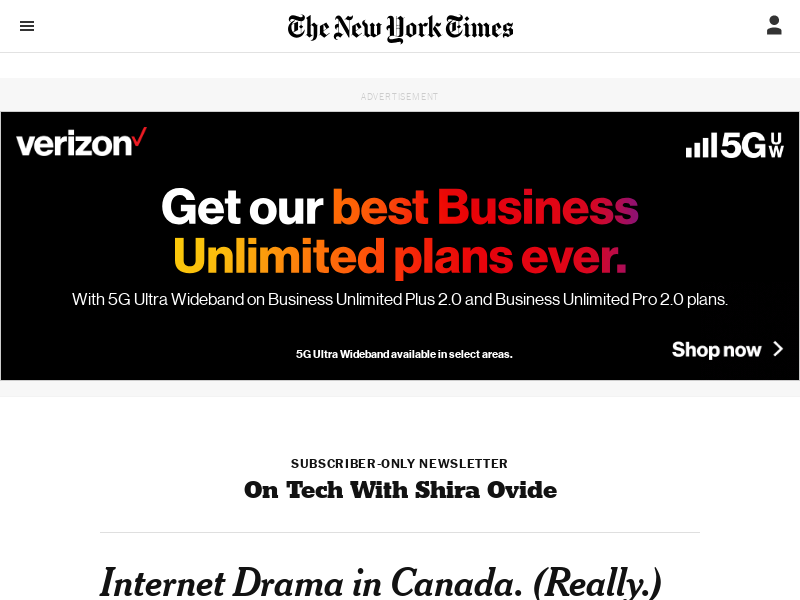 The New York Times
ADVERTISEMENT
verizon
5G UW
Get our best Business
Unlimited plans ever.
With 5G Ultra Wideband on Business Unlimited Plus 2.0 and Business Unlimited Pro 2.0 plans.
5G Ultra Wideband available in select areas.
Shop now
SUBSCRIBER-ONLY NEWSLETTER
On Tech With Shira Ovide
Internet Drama in Canada. (Really.)